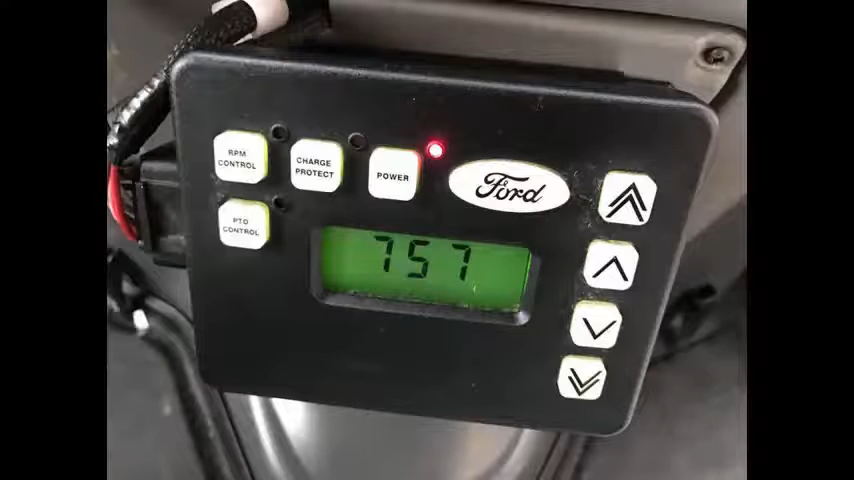 RPM
CONTROL
CHARGE
PROTECT
POWER
Ford
PTO
CONTROL
757